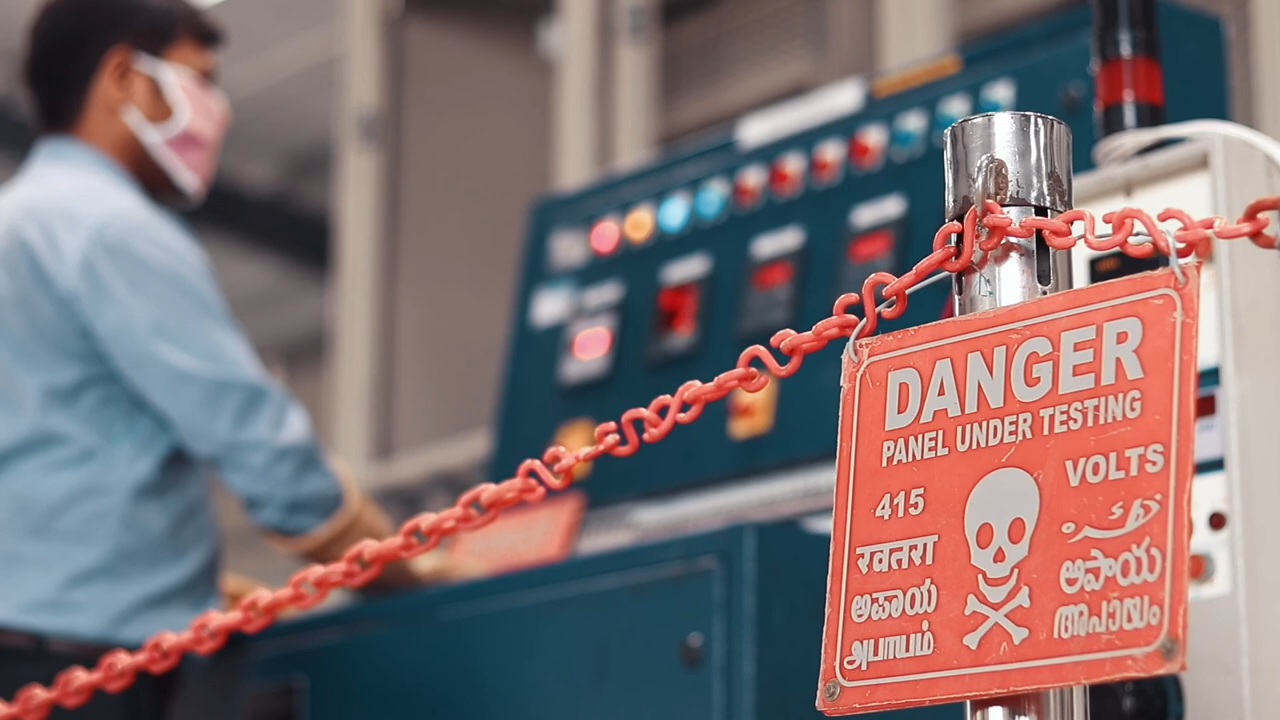 DANGER
PANEL UNDER TESTING
415 VOLTS
खतरा
అపాయ ಅಪಾಯ
அபாயம் അപായം